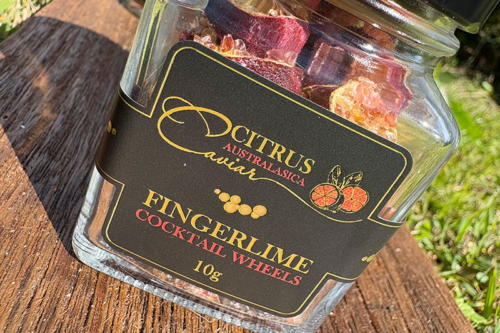 CITRUS
AUSTRALASICA
Caviar
FINGERLIME
COCKTAIL WHEELS
10g